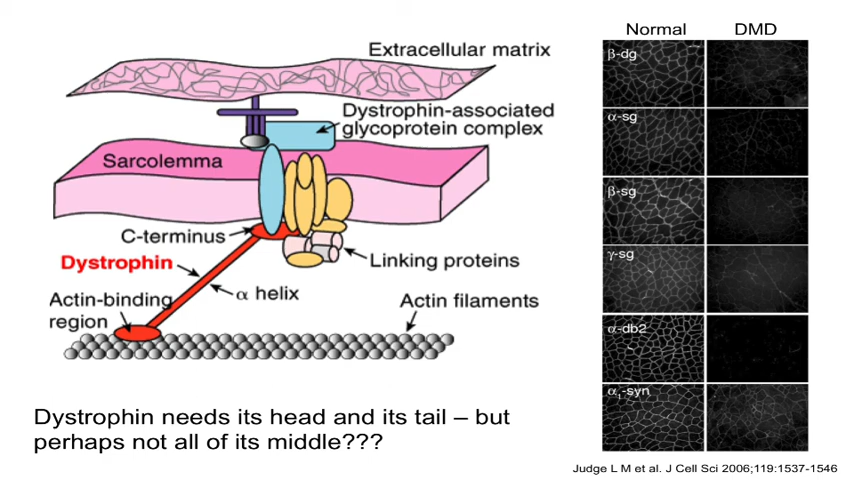 Extracellular matrix
Dystrophin-associated
glycoprotein complex
Sarcolemma
C-terminus
Dystrophin
Linking proteins
α helix
Actin-binding
region
Actin filaments
Dystrophin needs its head and its tail – but
perhaps not all of its middle???
Normal
DMD
β-dg
α-sg
β-sg
γ-sg
α-db2
α1-syn
Judge L M et al. J Cell Sci 2006;119:1537-1546